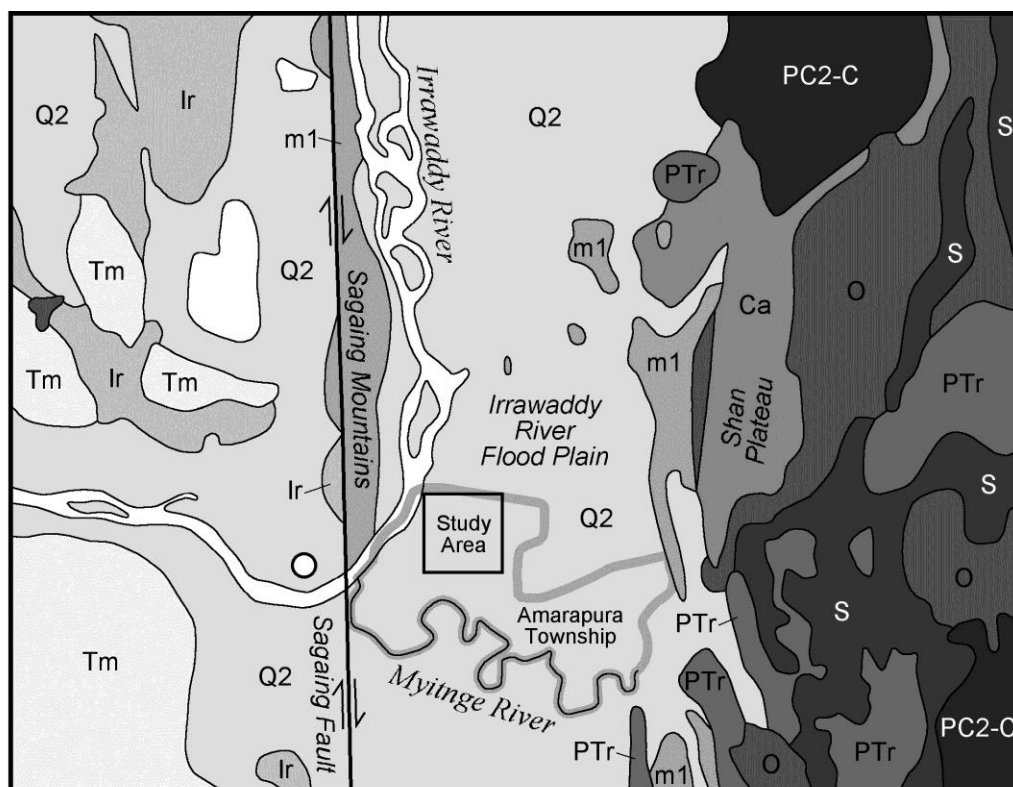 PC2-C
Q2
Ir
Q2
S
m1
Irrawaddy River
PTr
m1
S
Tm
Q2
Ca
O
Sagaing Mountains
m1
Tm
Ir
Tm
PTr
Irrawaddy
River
Flood Plain
Shan
Plateau
Ir
S
Study
Area
Q2
O
Amarapura
Township
PTr
S
Tm
Q2
Sagaing Fault
Myitnge River
PTr
PC2-C
PTr
PTr
Ir
m1
O